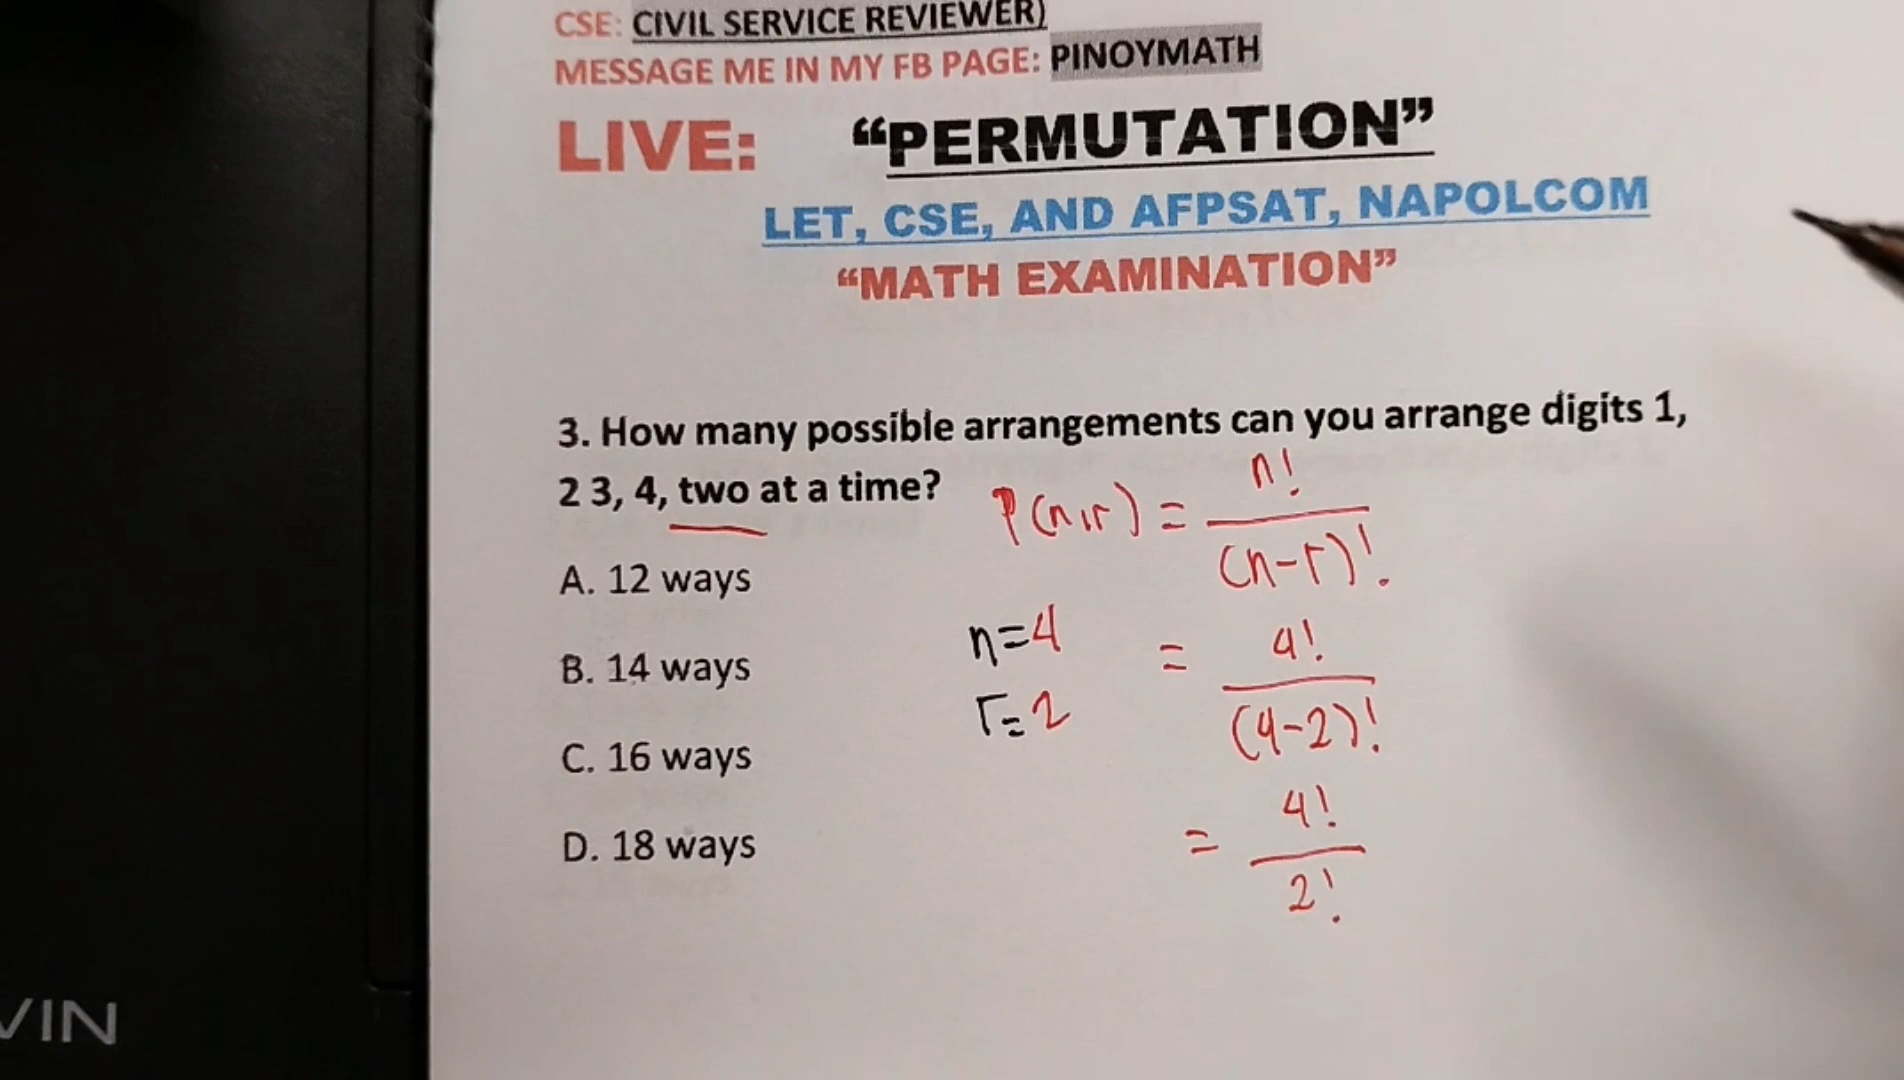 CSE: CIVIL SERVICE REVIEWER)
MESSAGE ME IN MY FB PAGE: PINOYMATH
LIVE: “PERMUTATION”
LET, CSE, AND AFPSAT, NAPOLCOM
“MATH EXAMINATION”
3. How many possible arrangements can you arrange digits 1,
2 3, 4, two at a time?
A. 12 ways
B. 14 ways
C. 16 ways
D. 18 ways
P(n,r) = n!
(n-r)!
n=4
r=2
= 4!
(4-2)!
= 4!
2!
VIN